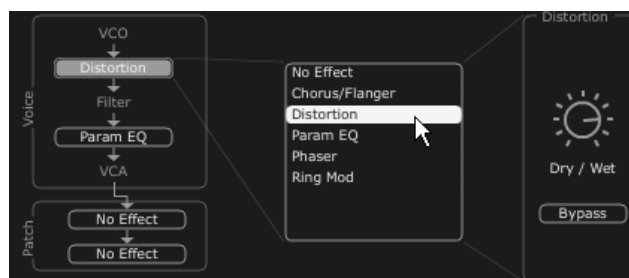 Voice
VCO
Distortion
Filter
Param EQ
VCA
Patch
No Effect
No Effect
No Effect
Chorus/Flanger
Distortion
Param EQ
Phaser
Ring Mod
Distortion
Dry / Wet
Bypass